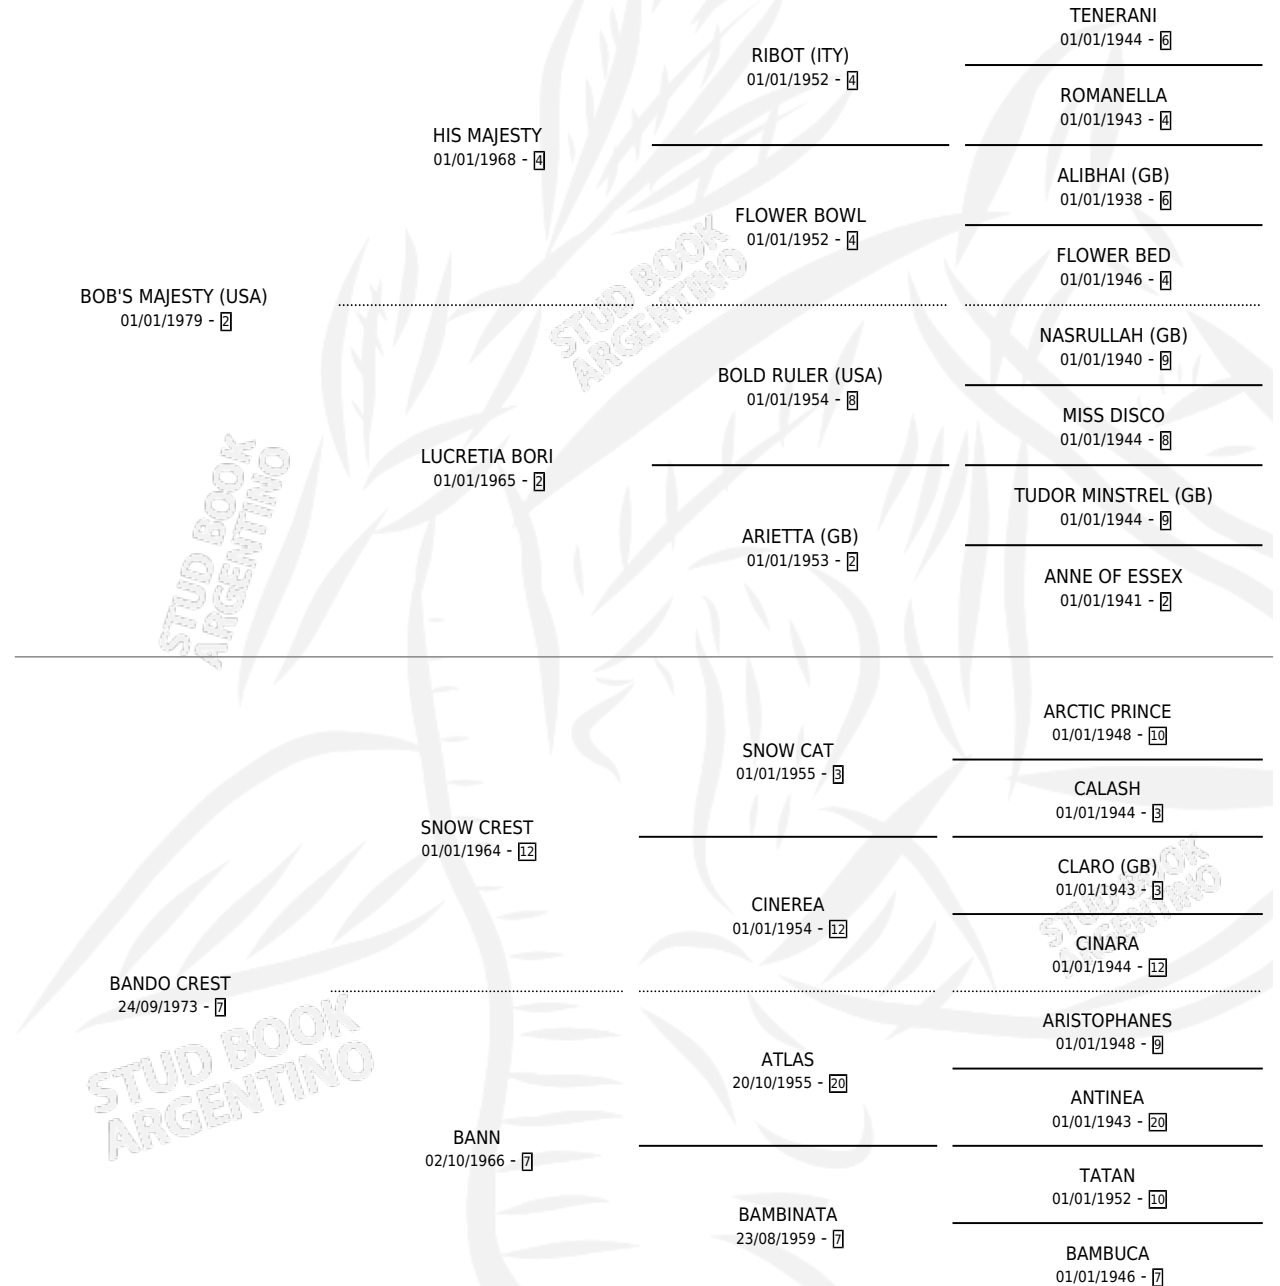 TENERANI
01/01/1944 - 6
RIBOT (ITY)
01/01/1952 - 4
ROMANELLA
01/01/1943 - 4
HIS MAJESTY
01/01/1968 - 4
ALIBHAI (GB)
01/01/1938 - 6
FLOWER BOWL
01/01/1952 - 4
FLOWER BED
01/01/1946 - 4
BOB'S MAJESTY (USA)
01/01/1979 - 2
NASRULLAH (GB)
01/01/1940 - 9
BOLD RULER (USA)
01/01/1954 - 8
MISS DISCO
01/01/1944 - 8
LUCRETIA BORI
01/01/1965 - 2
TUDOR MINSTREL (GB)
01/01/1944 - 9
ARIETTA (GB)
01/01/1953 - 2
ANNE OF ESSEX
01/01/1941 - 2
ARCTIC PRINCE
01/01/1948 - 10
SNOW CAT
01/01/1955 - 3
CALASH
01/01/1944 - 3
SNOW CREST
01/01/1964 - 12
CLARO (GB)
01/01/1943 - 3
CINEREA
01/01/1954 - 12
CINARA
01/01/1944 - 12
BANDO CREST
24/09/1973 - 7
ARISTOPHANES
01/01/1948 - 9
ATLAS
20/10/1955 - 20
ANTINEA
01/01/1943 - 20
BANN
02/10/1966 - 7
TATAN
01/01/1952 - 10
BAMBINATA
23/08/1959 - 7
BAMBUCA
01/01/1946 - 7
STUD BOOK
ARGENTINO
STUD BOOK
ARGENTINO
STUD BOOK
ARGENTINO
STUD BOOK
ARGENTINO